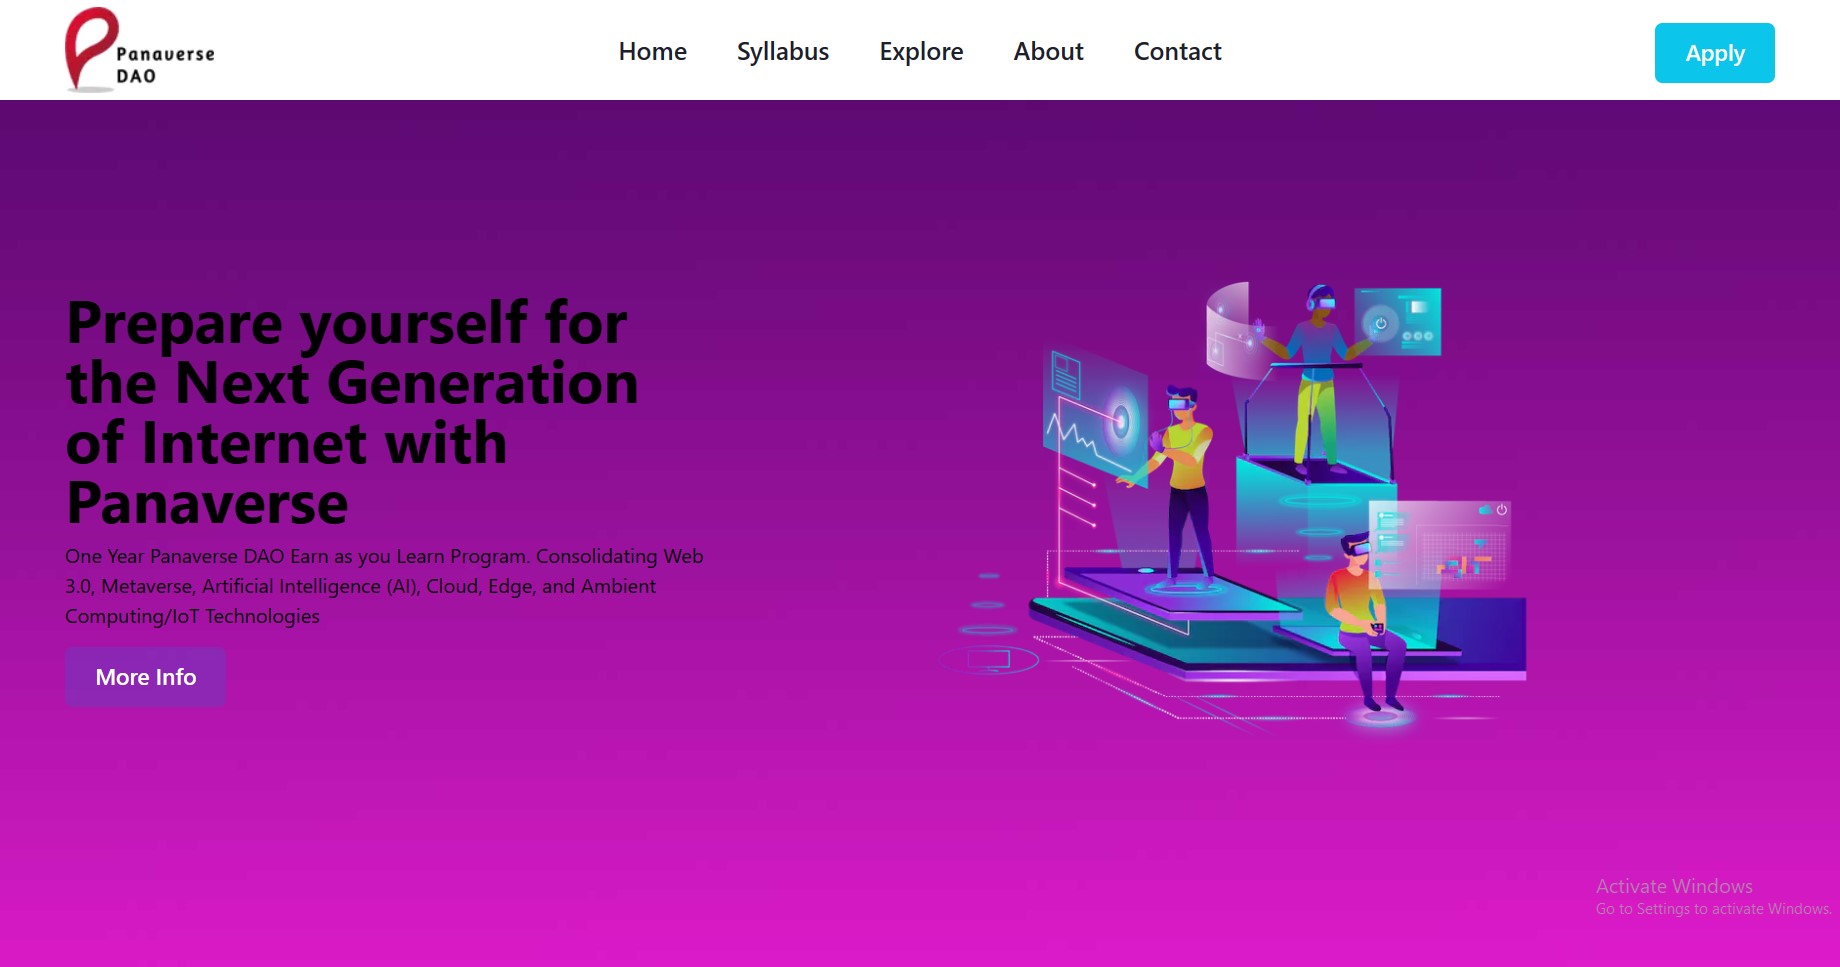 Panaverse
DAO
Home
Syllabus
Explore
About
Contact
Apply
Prepare yourself for
the Next Generation
of Internet with
Panaverse
One Year Panaverse DAO Earn as you Learn Program. Consolidating Web
3.0, Metaverse, Artificial Intelligence (AI), Cloud, Edge, and Ambient
Computing/IoT Technologies
More Info
Activate Windows
Go to Settings to activate Windows.